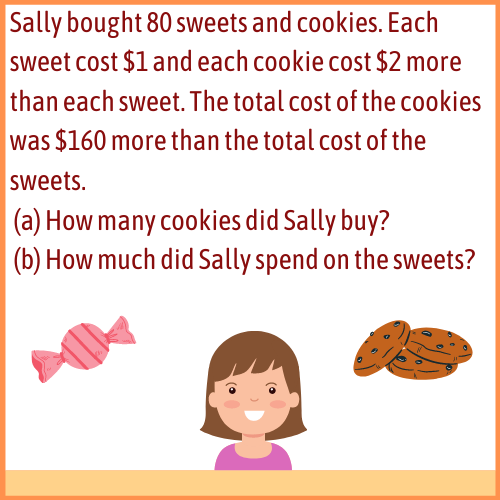 Sally bought 80 sweets and cookies. Each
sweet cost $1 and each cookie cost $2 more
than each sweet. The total cost of the cookies
was $160 more than the total cost of the
sweets.
(a) How many cookies did Sally buy?
(b) How much did Sally spend on the sweets?